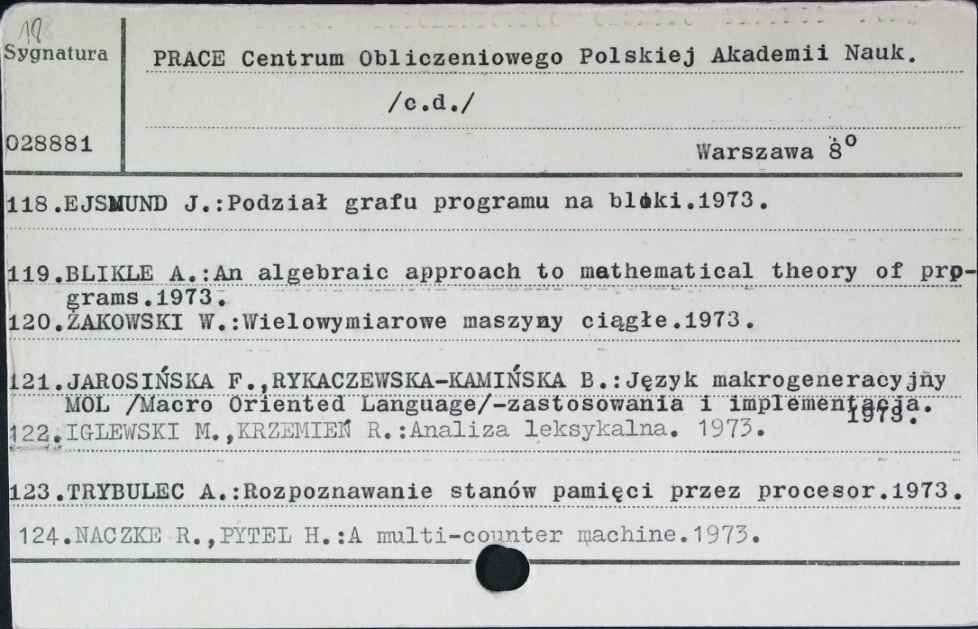 18
Sygnatura
PRACE Centrum Obliczeniowego Polskiej Akademii Nauk.
/c.d./
028881
Warszawa 8°
118.EJSMUND J.:Podział grafu programu na bloki.1973.
119.BLIKLE A.:An algebraic approach to mathematical theory of pro-
grams.1973.
120.ŻAKOWSKI W.:Wielowymiarowe maszyny ciągłe.1973.
121.JAROSIŃSKA F.,RYKACZEWSKA-KAMIŃSKA B.:Język makrogeneracyjny
MOL /Macro Oriented Language/-zastosowania i implementacja.
1973.
122.IGLEWSKI M.,KRZEMIEŃ R.:Analiza leksykalna. 1973.
123.TRYBULEC A.:Rozpoznawanie stanów pamięci przez procesor.1973.
124.NACZKE R.,PYTEL H.:A multi-counter machine.1973.